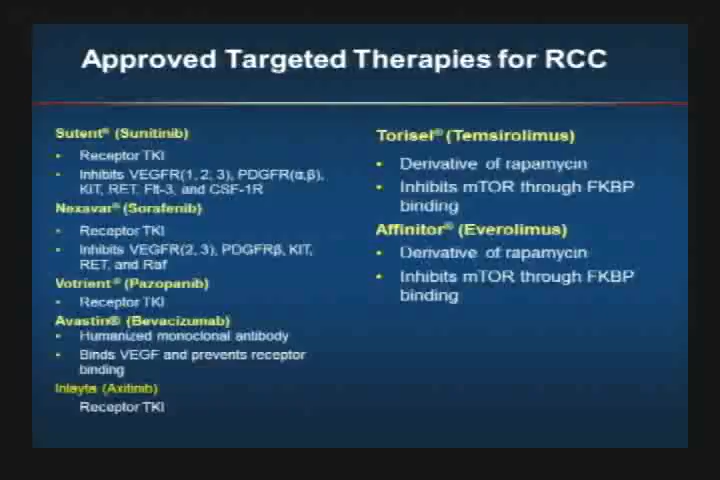 Approved Targeted Therapies for RCC
Sutent® (Sunitinib)
• Receptor TKI
• Inhibits VEGFR(1, 2, 3), PDGFR(α,β),
KIT, RET, Flt-3, and CSF-1R
Nexavar® (Sorafenib)
• Receptor TKI
• Inhibits VEGFR(2, 3), PDGFRβ, KIT,
RET, and Raf
Votrient® (Pazopanib)
• Receptor TKI
Avastin® (Bevacizumab)
• Humanized monoclonal antibody
• Binds VEGF and prevents receptor
binding
Inlayta (Axitinib)
Receptor TKI
Torisel® (Temsirolimus)
• Derivative of rapamycin
• Inhibits mTOR through FKBP
binding
Affinitor® (Everolimus)
• Derivative of rapamycin
• Inhibits mTOR through FKBP
binding